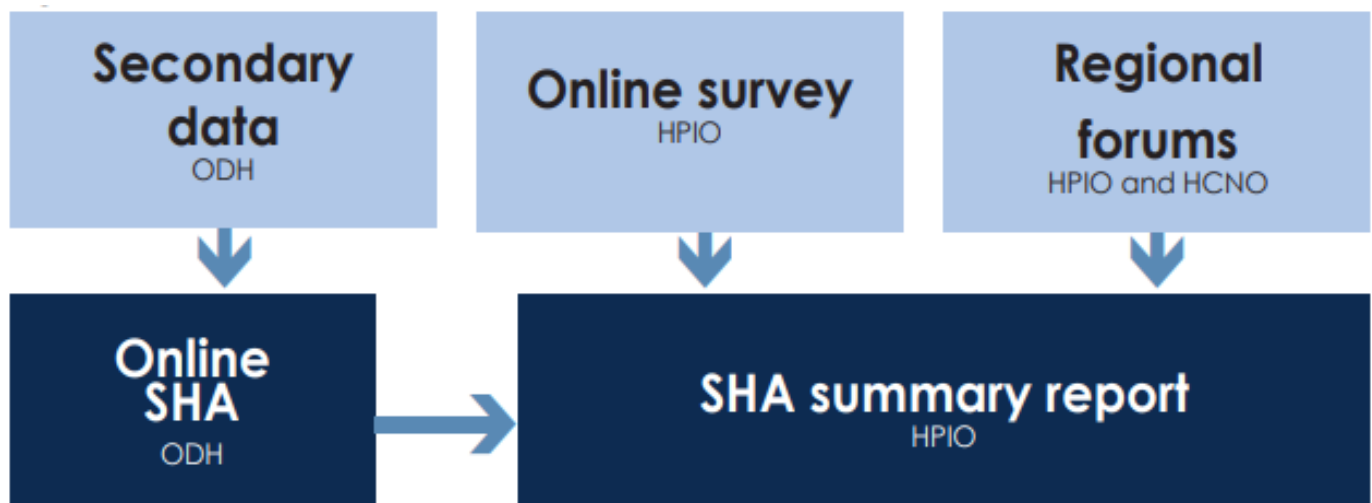 Secondary
data
ODH
Online survey
HPIO
Regional
forums
HPIO and HCNO
Online
SHA
ODH
SHA summary report
HPIO